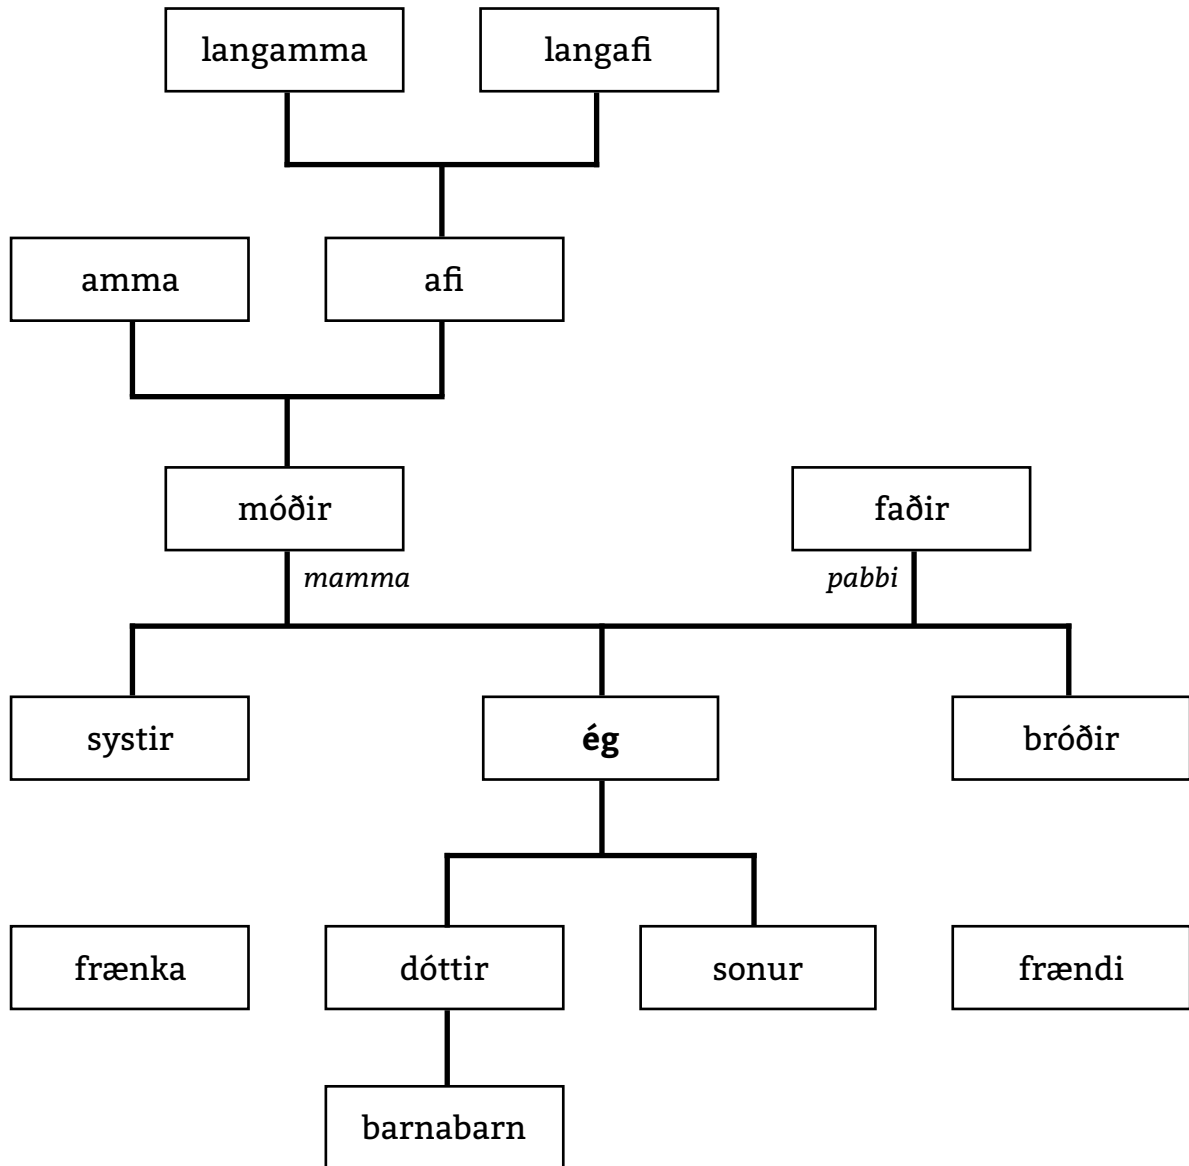 langamma langafi
amma afi
móðir faðir
mamma pabbi
systir ég bróðir
frænka dóttir sonur frændi
barnabarn